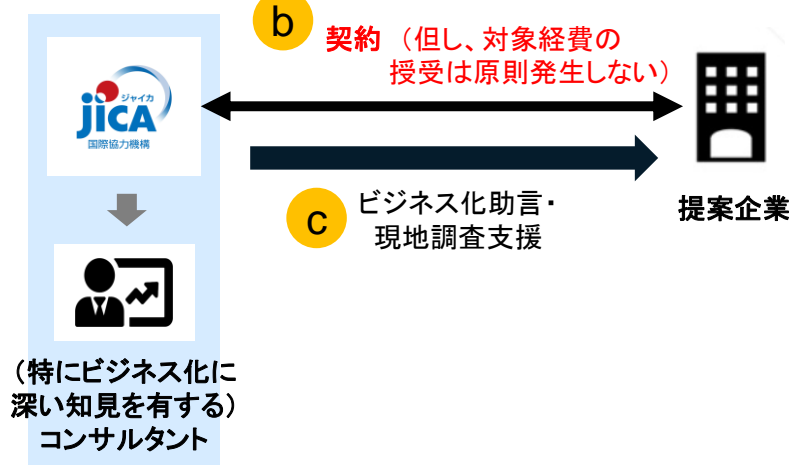 b
契約 （但し、対象経費の
授受は原則発生しない）
ジャイカ
jICA
国際協力機構
c
ビジネス化助言・
現地調査支援
提案企業
（特にビジネス化に
深い知見を有する）
コンサルタント